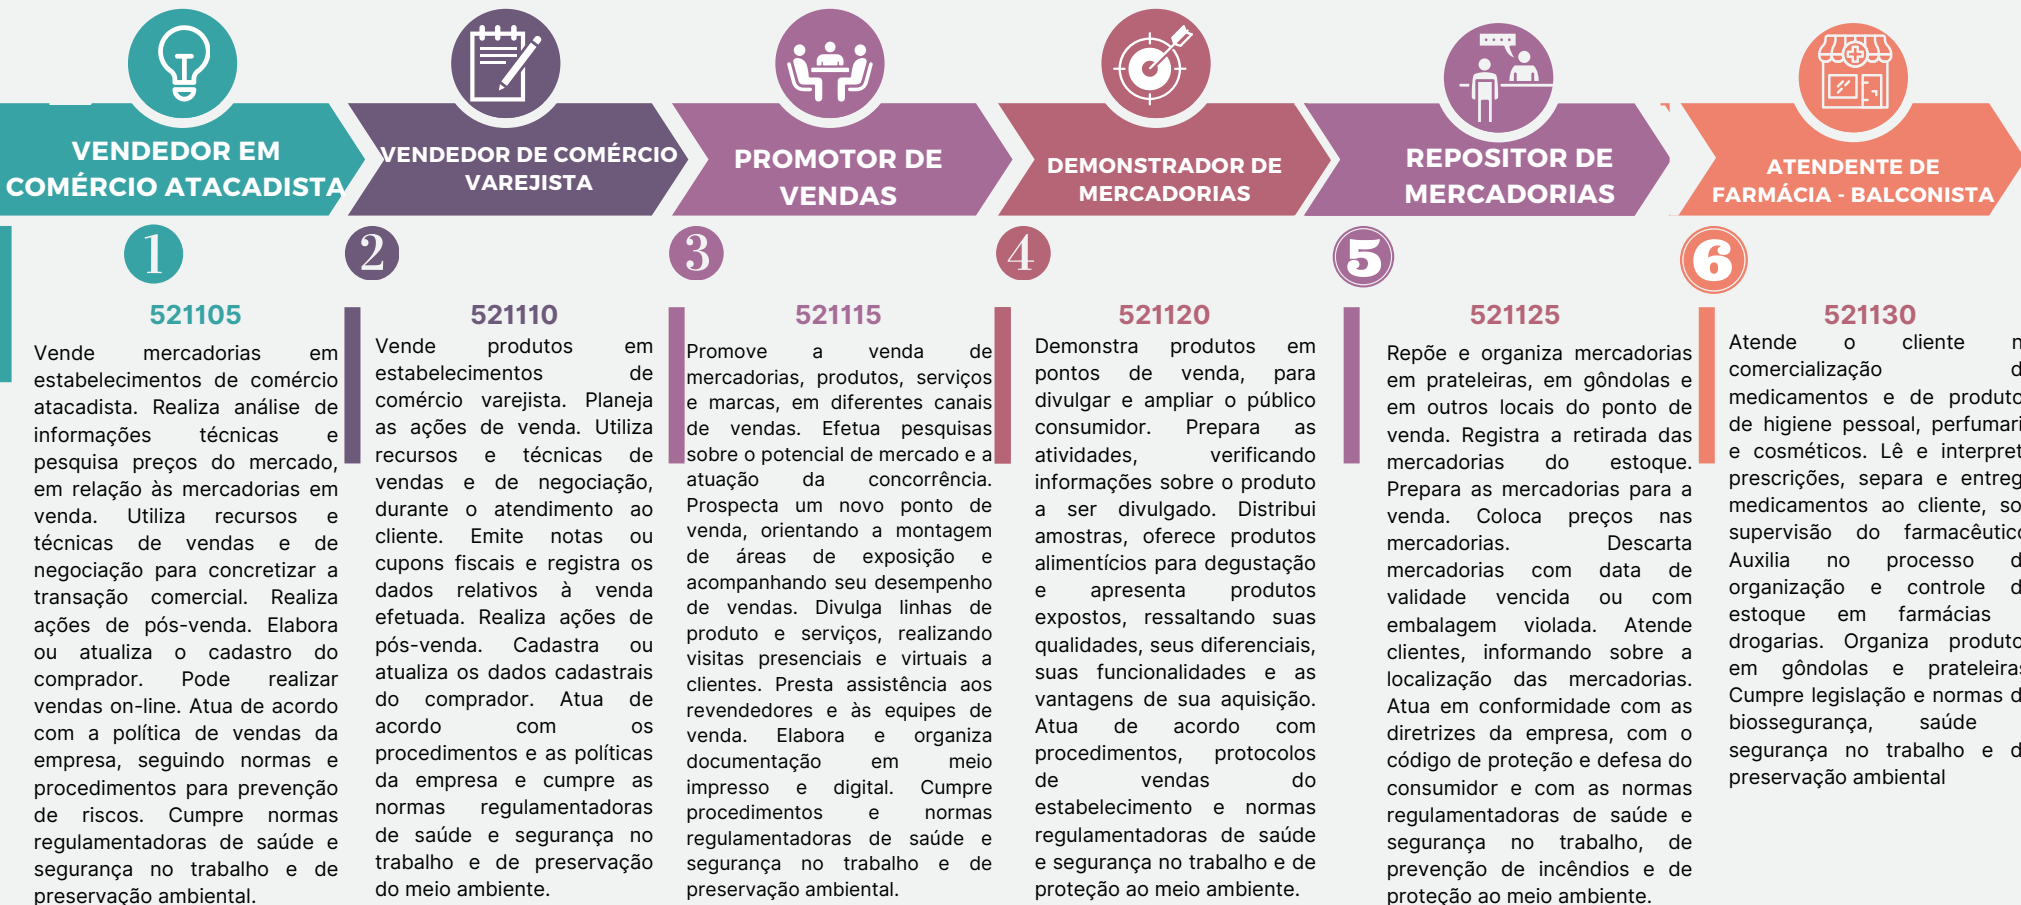 VENDEDOR EM
COMÉRCIO ATACADISTA
1
521105
Vende mercadorias em
estabelecimentos de comércio
atacadista. Realiza análise de
informações técnicas e
pesquisa preços do mercado,
em relação às mercadorias em
venda. Utiliza recursos e
técnicas de vendas e de
negociação para concretizar a
transação comercial. Realiza
ações de pós-venda. Elabora
ou atualiza o cadastro do
comprador. Pode realizar
vendas on-line. Atua de acordo
com a política de vendas da
empresa, seguindo normas e
procedimentos para prevenção
de riscos. Cumpre normas
regulamentadoras de saúde e
segurança no trabalho e de
preservação ambiental.
VENDEDOR DE COMÉRCIO
VAREJISTA
2
521110
Vende produtos em
estabelecimentos de
comércio varejista. Planeja
as ações de venda. Utiliza
recursos e técnicas de
vendas e de negociação,
durante o atendimento ao
cliente. Emite notas ou
cupons fiscais e registra os
dados relativos à venda
efetuada. Realiza ações de
pós-venda. Cadastra ou
atualiza os dados cadastrais
do comprador. Atua de
acordo com os
procedimentos e as políticas
da empresa e cumpre as
normas regulamentadoras
de saúde e segurança no
trabalho e de preservação
do meio ambiente.
PROMOTOR DE
VENDAS
3
521115
Promove a venda de
mercadorias, produtos, serviços
e marcas, em diferentes canais
de vendas. Efetua pesquisas
sobre o potencial de mercado e a
atuação da concorrência.
Prospecta um novo ponto de
venda, orientando a montagem
de áreas de exposição e
acompanhando seu desempenho
de vendas. Divulga linhas de
produto e serviços, realizando
visitas presenciais e virtuais a
clientes. Presta assistência aos
revendedores e às equipes de
venda. Elabora e organiza
documentação em meio
impresso e digital. Cumpre
procedimentos e normas
regulamentadoras de saúde e
segurança no trabalho e de
preservação ambiental.
DEMONSTRADOR DE
MERCADORIAS
4
521120
Demonstra produtos em
pontos de venda, para
divulgar e ampliar o público
consumidor. Prepara as
atividades, verificando
informações sobre o produto
a ser divulgado. Distribui
amostras, oferece produtos
alimentícios para degustação
e apresenta produtos
expostos, ressaltando suas
qualidades, seus diferenciais,
suas funcionalidades e as
vantagens de sua aquisição.
Atua de acordo com
procedimentos, protocolos
de vendas do
estabelecimento e normas
regulamentadoras de saúde
e segurança no trabalho e de
proteção ao meio ambiente.
REPOSITOR DE
MERCADORIAS
5
521125
Repõe e organiza mercadorias
em prateleiras, em gôndolas e
em outros locais do ponto de
venda. Registra a retirada das
mercadorias do estoque.
Prepara as mercadorias para a
venda. Coloca preços nas
mercadorias. Descarta
mercadorias com data de
validade vencida ou com
embalagem violada. Atende
clientes, informando sobre a
localização das mercadorias.
Atua em conformidade com as
diretrizes da empresa, com o
código de proteção e defesa do
consumidor e com as normas
regulamentadoras de saúde e
segurança no trabalho, de
prevenção de incêndios e de
proteção ao meio ambiente.
ATENDENTE DE
FARMÁCIA - BALCONISTA
6
521130
Atende o cliente
comercialização
medicamentos e de
de higiene pessoal,
e cosméticos. Lê e
prescrições, separa e
medicamentos ao cliente,
supervisão do
Auxilia no processo
organização e controle
estoque em farmácias
drogarias. Organiza
em gôndolas e
Cumpre legislação e normas
biossegurança, saúde
segurança no trabalho e
preservação ambiental